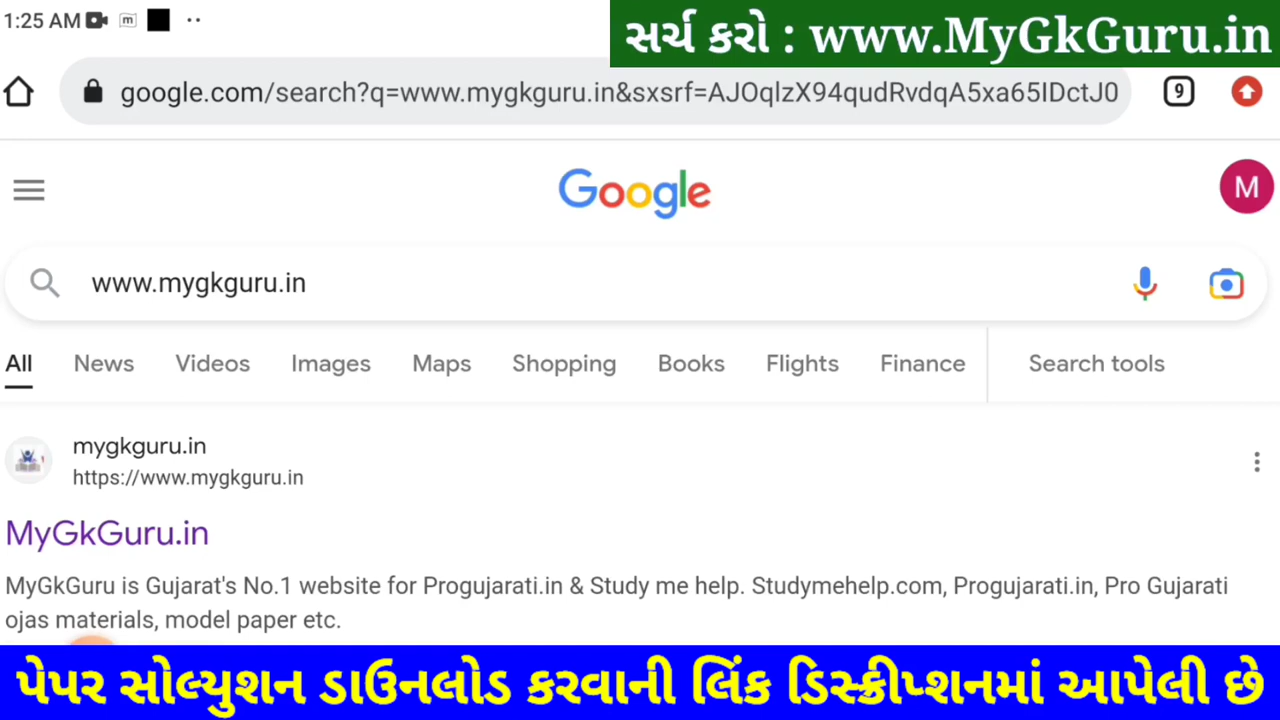 1:25 AM
સર્ચ કરો : www.MyGkGuru.in
google.com/search?q=www.mygkguru.in&sxsrf=AJOqlzX94qudRvdqA5xa65IDctJ0
9
Google
M
www.mygkguru.in
All News Videos Images Maps Shopping Books Flights Finance Search tools
mygkguru.in
https://www.mygkguru.in
MyGkGuru.in
MyGkGuru is Gujarat's No.1 website for Progujarati.in & Study me help. Studymehelp.com, Progujarati.in, Pro Gujarati
ojas materials, model paper etc.
પેપર સોલ્યુશન ડાઉનલોડ કરવાની લિંક ડિસ્ક્રીપ્શનમાં આપેલી છે